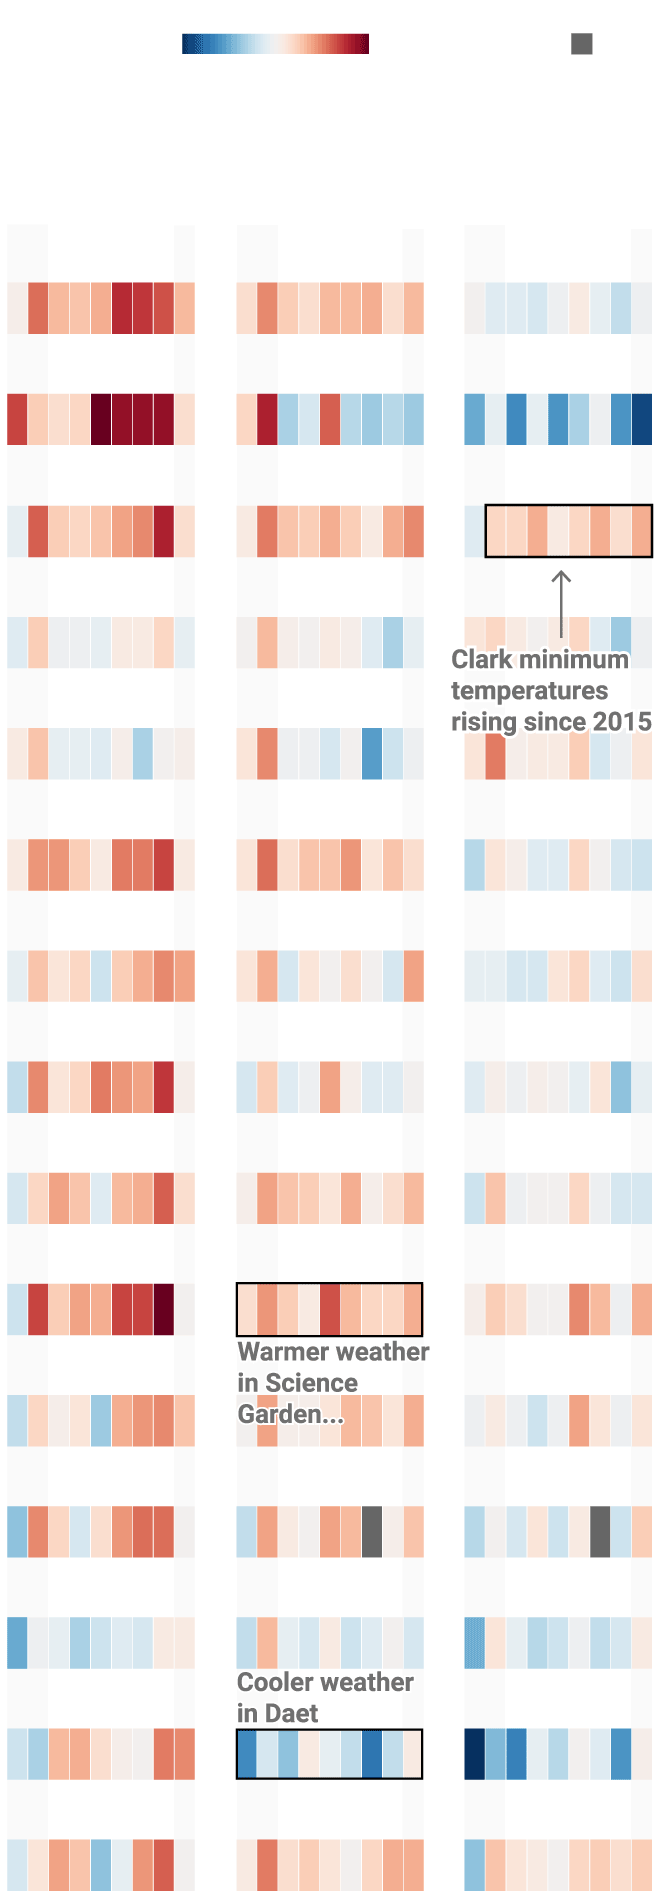 Clark minimum
temperatures
rising since 2015
Warmer weather
in Science
Garden...
Cooler weather
in Daet